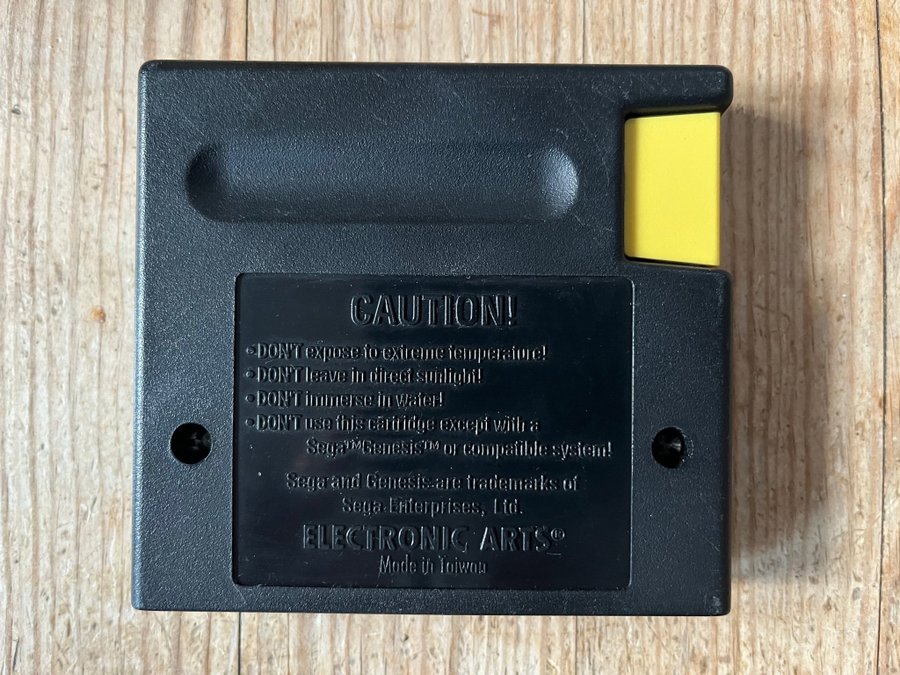 CAUTION!
•DON'T expose to extreme temperature!
•DON'T leave in direct sunlight!
•DON'T immerse in water!
•DON'T use this cartridge except with a
Sega™Genesis™ or compatible system!
Sega and Genesis are trademarks of
Sega Enterprises, Ltd.
ELECTRONIC ARTS®
Made in Taiwan